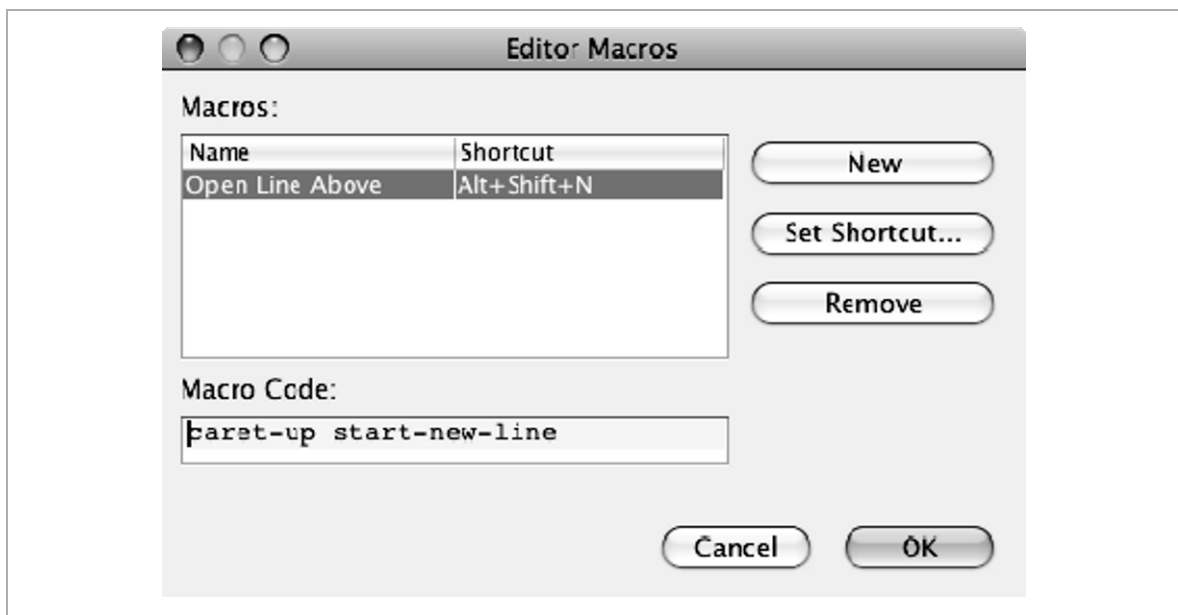 Editor Macros
Macros:
Name Shortcut
Open Line Above Alt+Shift+N
New
Set Shortcut...
Remove
Macro Code:
caret-up start-new-line
Cancel OK